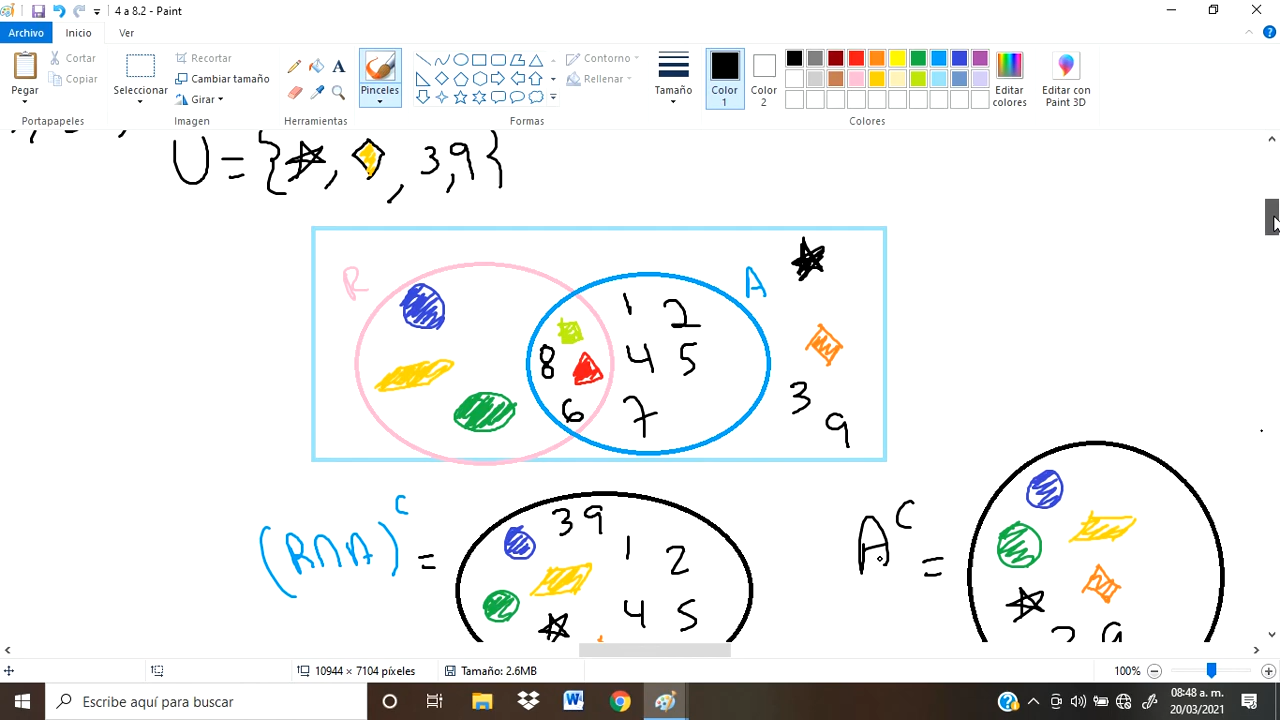 4 a 8.2 - Paint
Archivo Inicio Ver
Pegar
Cortar
Copiar
Portapapeles
Seleccionar
Recortar
Cambiar tamaño
Girar
Imagen
A
Herramientas
Pinceles
Contorno
Rellenar
Formas
Tamaño
Color 1
Color 2
Editar colores
Editar con Paint 3D
Colores
U = { , , 3, 9 }
R
A
1 2
8 4 5
6 7
3
9
(R∩A)ᶜ =
3 9
1 2
4 5
Aᶜ =
3 9
10944 × 7104 píxeles
Tamaño: 2.6MB
100%
Escribe aquí para buscar
08:48 a. m.
20/03/2021